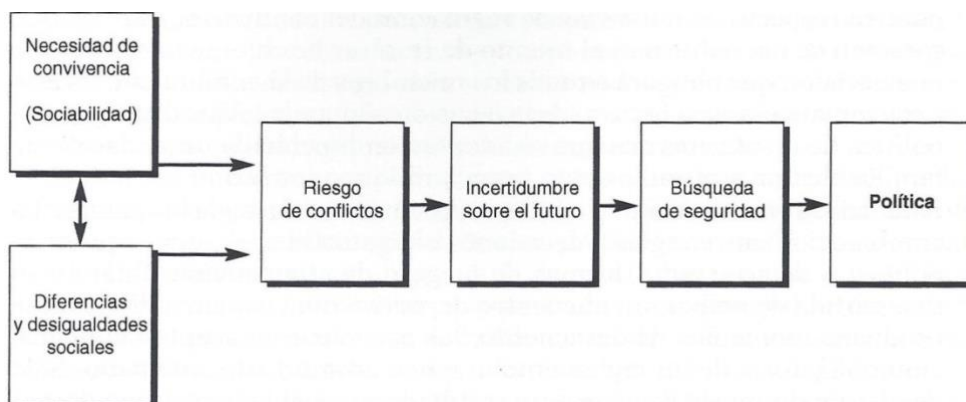 Necesidad de
convivencia
(Sociabilidad)
Diferencias
y desigualdades
sociales
Riesgo
de conflictos
Incertidumbre
sobre el futuro
Búsqueda
de seguridad
Política